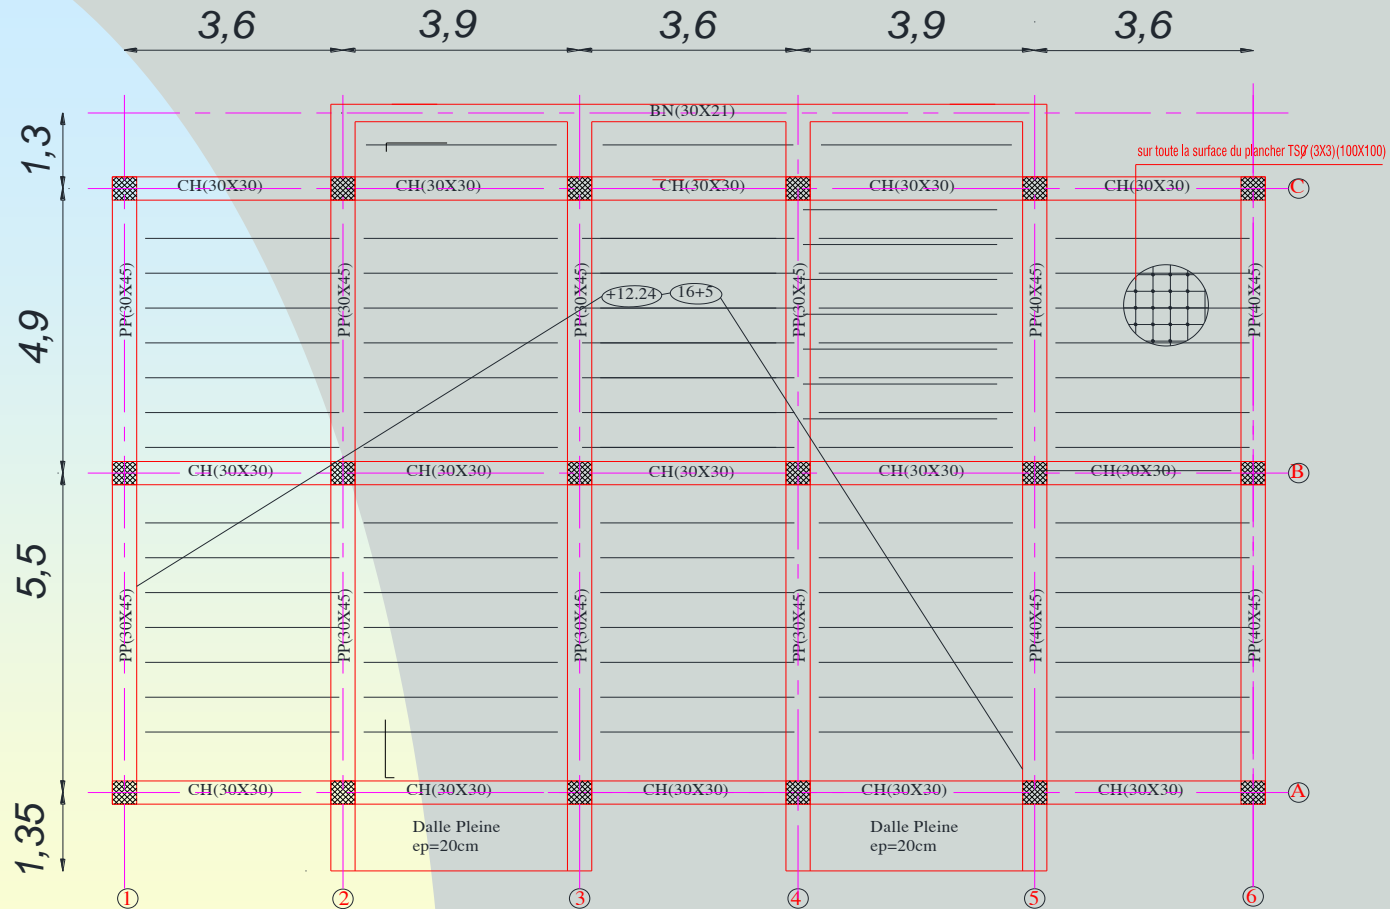 3,6
3,9
3,6
3,9
3,6
1,3
4,9
5,5
1,35
BN(30X21)
sur toute la surface du plancher TSØ (3X3)(100X100)
CH(30X30)
CH(30X30)
CH(30X30)
CH(30X30)
CH(30X30)
C
PP(30X45)
PP(30X45)
PP(30X45)
PP(30X45)
PP(40X45)
PP(40X45)
+12.24
16+5
CH(30X30)
CH(30X30)
CH(30X30)
CH(30X30)
CH(30X30)
B
PP(30X45)
PP(30X45)
PP(30X45)
PP(30X45)
PP(40X45)
PP(40X45)
CH(30X30)
CH(30X30)
CH(30X30)
CH(30X30)
CH(30X30)
A
Dalle Pleine
ep=20cm
Dalle Pleine
ep=20cm
1
2
3
4
5
6